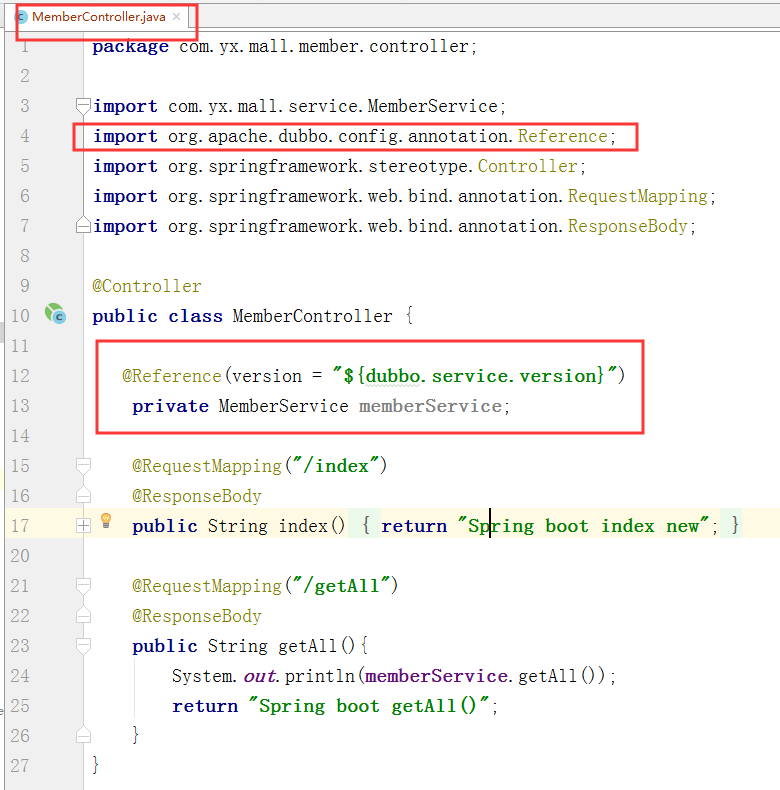 MemberController.java ×
1 package com.yx.mall.member.controller;
2
3 import com.yx.mall.service.MemberService;
4 import org.apache.dubbo.config.annotation.Reference;
5 import org.springframework.stereotype.Controller;
6 import org.springframework.web.bind.annotation.RequestMapping;
7 import org.springframework.web.bind.annotation.ResponseBody;
8
9 @Controller
10 public class MemberController {
11
12 @Reference(version = "${dubbo.service.version}")
13 private MemberService memberService;
14
15 @RequestMapping("/index")
16 @ResponseBody
17 public String index() { return "Spring boot index new"; }
20
21 @RequestMapping("/getAll")
22 @ResponseBody
23 public String getAll(){
24 System.out.println(memberService.getAll());
25 return "Spring boot getAll()";
26 }
27 }